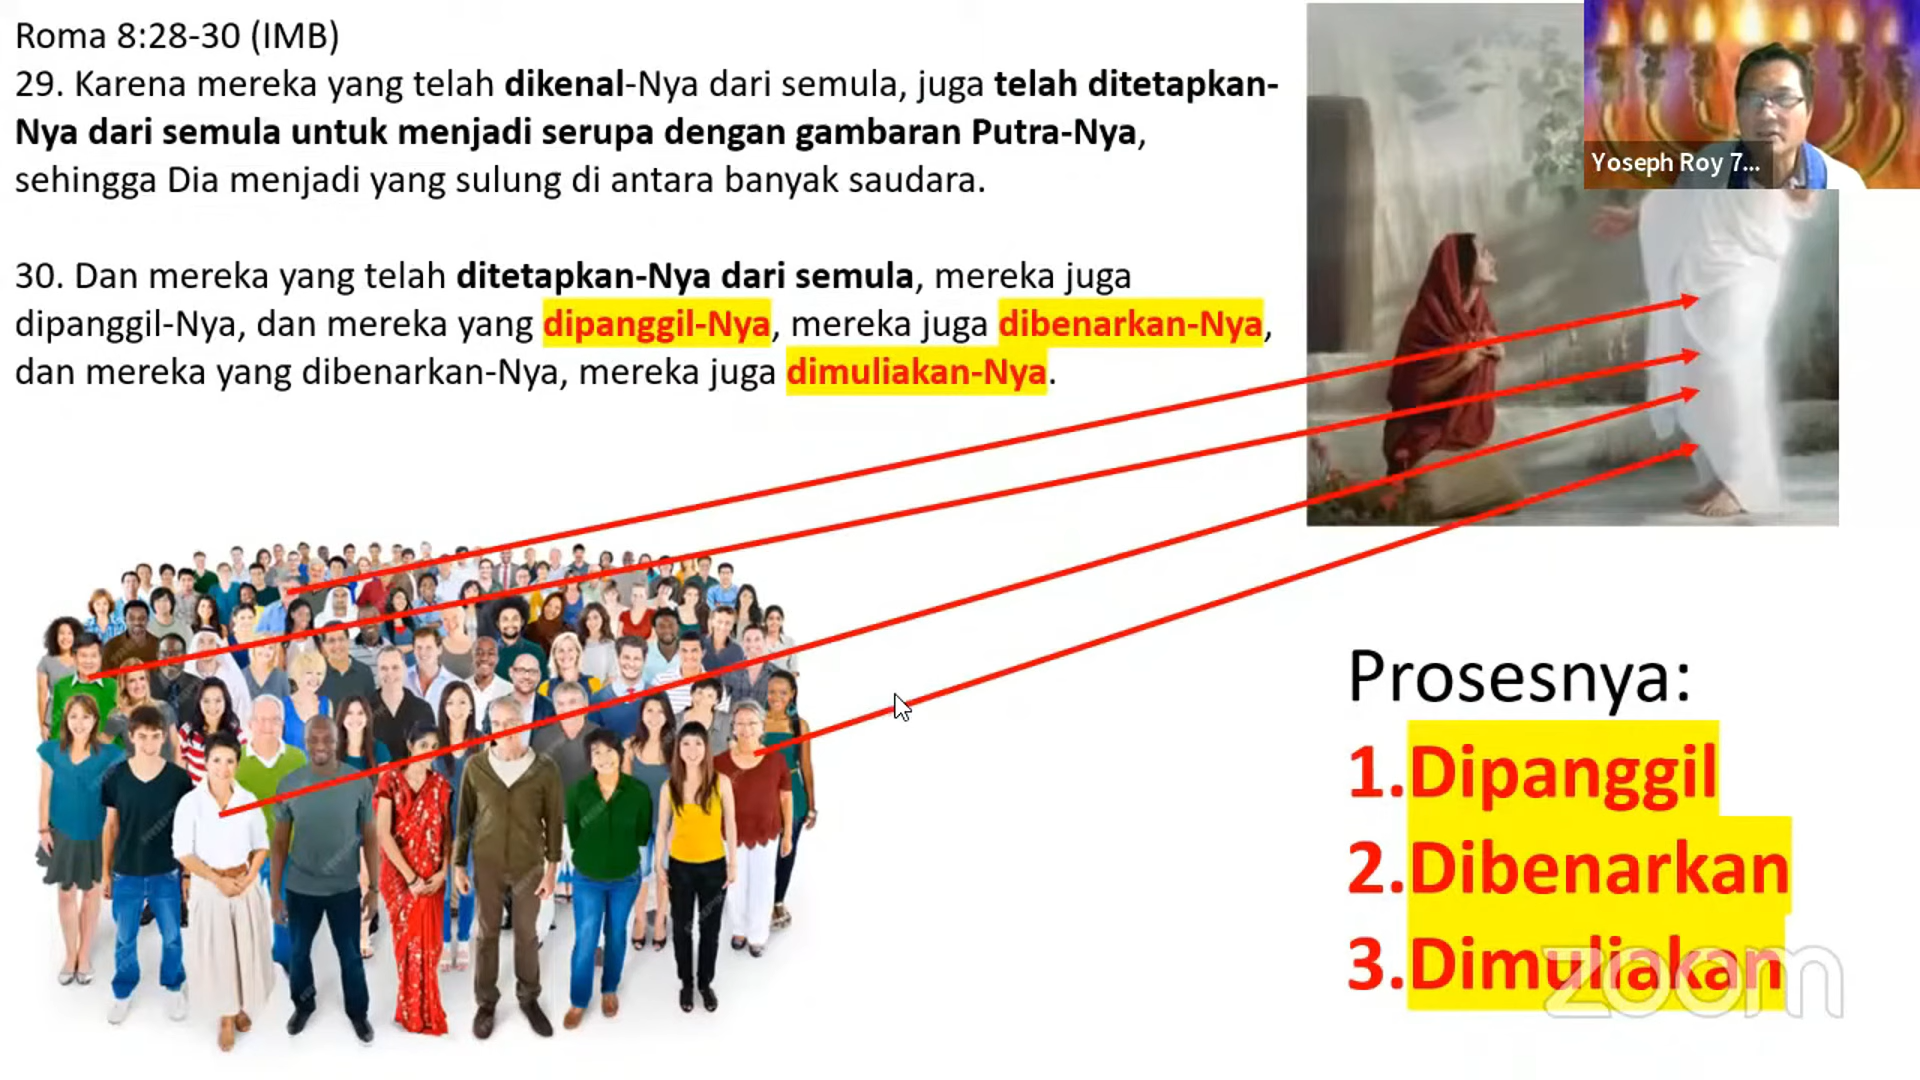 Roma 8:28-30 (IMB)
29. Karena mereka yang telah dikenal-Nya dari semula, juga telah ditetapkan-
Nya dari semula untuk menjadi serupa dengan gambaran Putra-Nya,
sehingga Dia menjadi yang sulung di antara banyak saudara.
30. Dan mereka yang telah ditetapkan-Nya dari semula, mereka juga
dipanggil-Nya, dan mereka yang dipanggil-Nya, mereka juga dibenarkan-Nya,
dan mereka yang dibenarkan-Nya, mereka juga dimuliakan-Nya.
Yoseph Roy 7...
Prosesnya:
1.Dipanggil
2.Dibenarkan
3.Dimuliakan
zoom